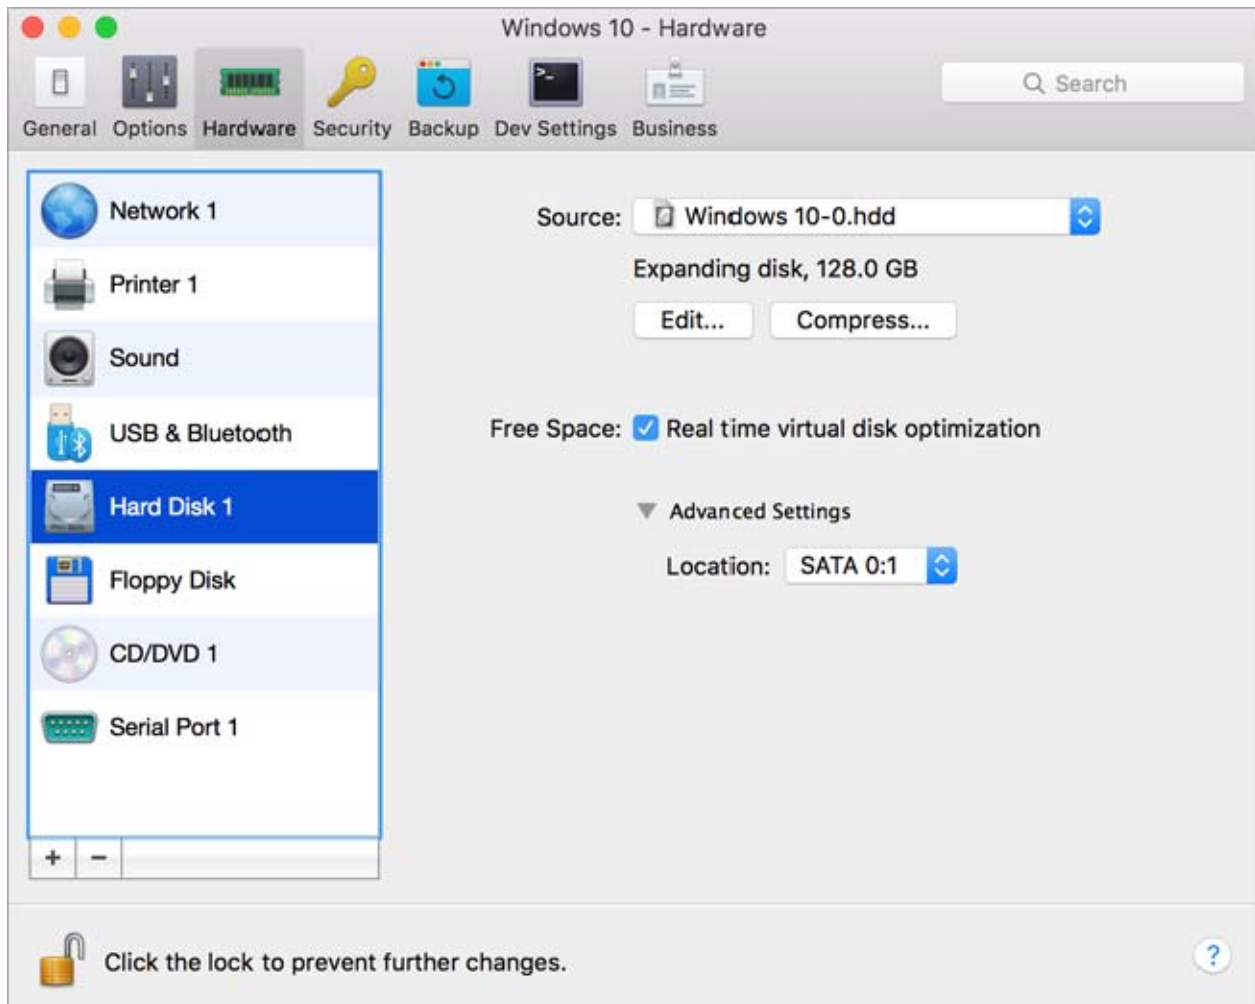 Windows 10 - Hardware
General Options Hardware Security Backup Dev Settings Business
Search
Network 1
Printer 1
Sound
USB & Bluetooth
Hard Disk 1
Floppy Disk
CD/DVD 1
Serial Port 1
+ −
Source: Windows 10-0.hdd
Expanding disk, 128.0 GB
Edit... Compress...
Free Space: Real time virtual disk optimization
Advanced Settings
Location: SATA 0:1
Click the lock to prevent further changes.
?